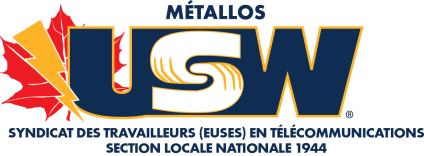 MÉTALLOS
USW®
SYNDICAT DES TRAVAILLEURS (EUSES) EN TÉLÉCOMMUNICATIONS
SECTION LOCALE NATIONALE 1944